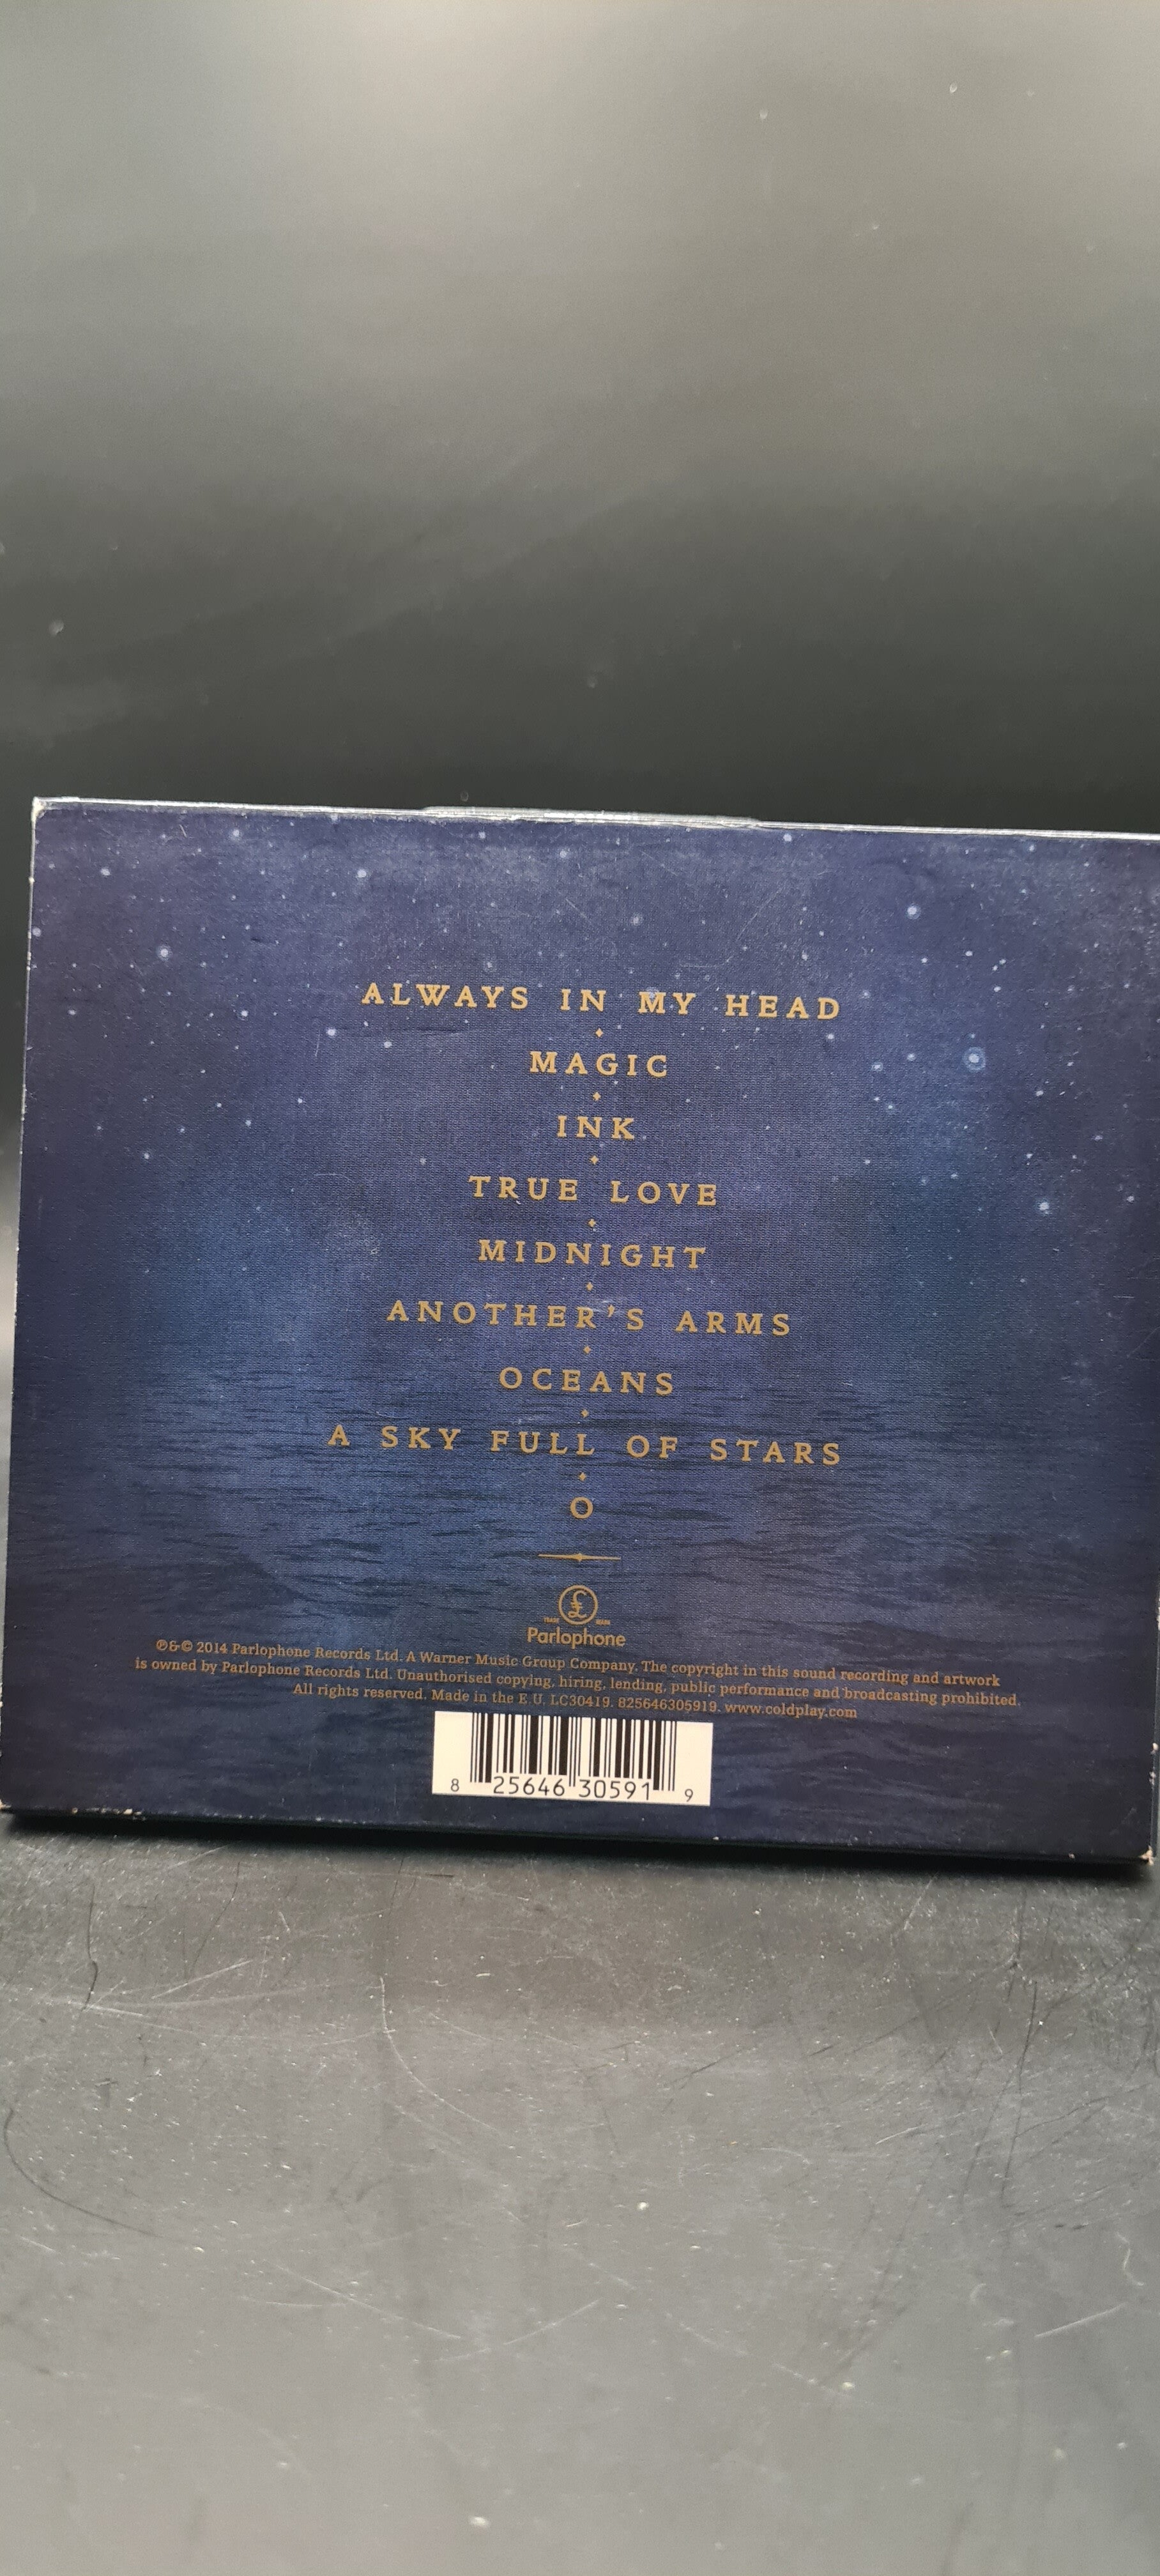 ALWAYS IN MY HEAD
MAGIC
INK
TRUE LOVE
MIDNIGHT
ANOTHER'S ARMS
OCEANS
A SKY FULL OF STARS
O
£
TRADE MARK
Parlophone
℗&© 2014 Parlophone Records Ltd. A Warner Music Group Company. The copyright in this sound recording and artwork
is owned by Parlophone Records Ltd. Unauthorised copying, hiring, lending, public performance and broadcasting prohibited.
All rights reserved. Made in the E.U. LC30419. 825646305919. www.coldplay.com
8 25646 30591 9